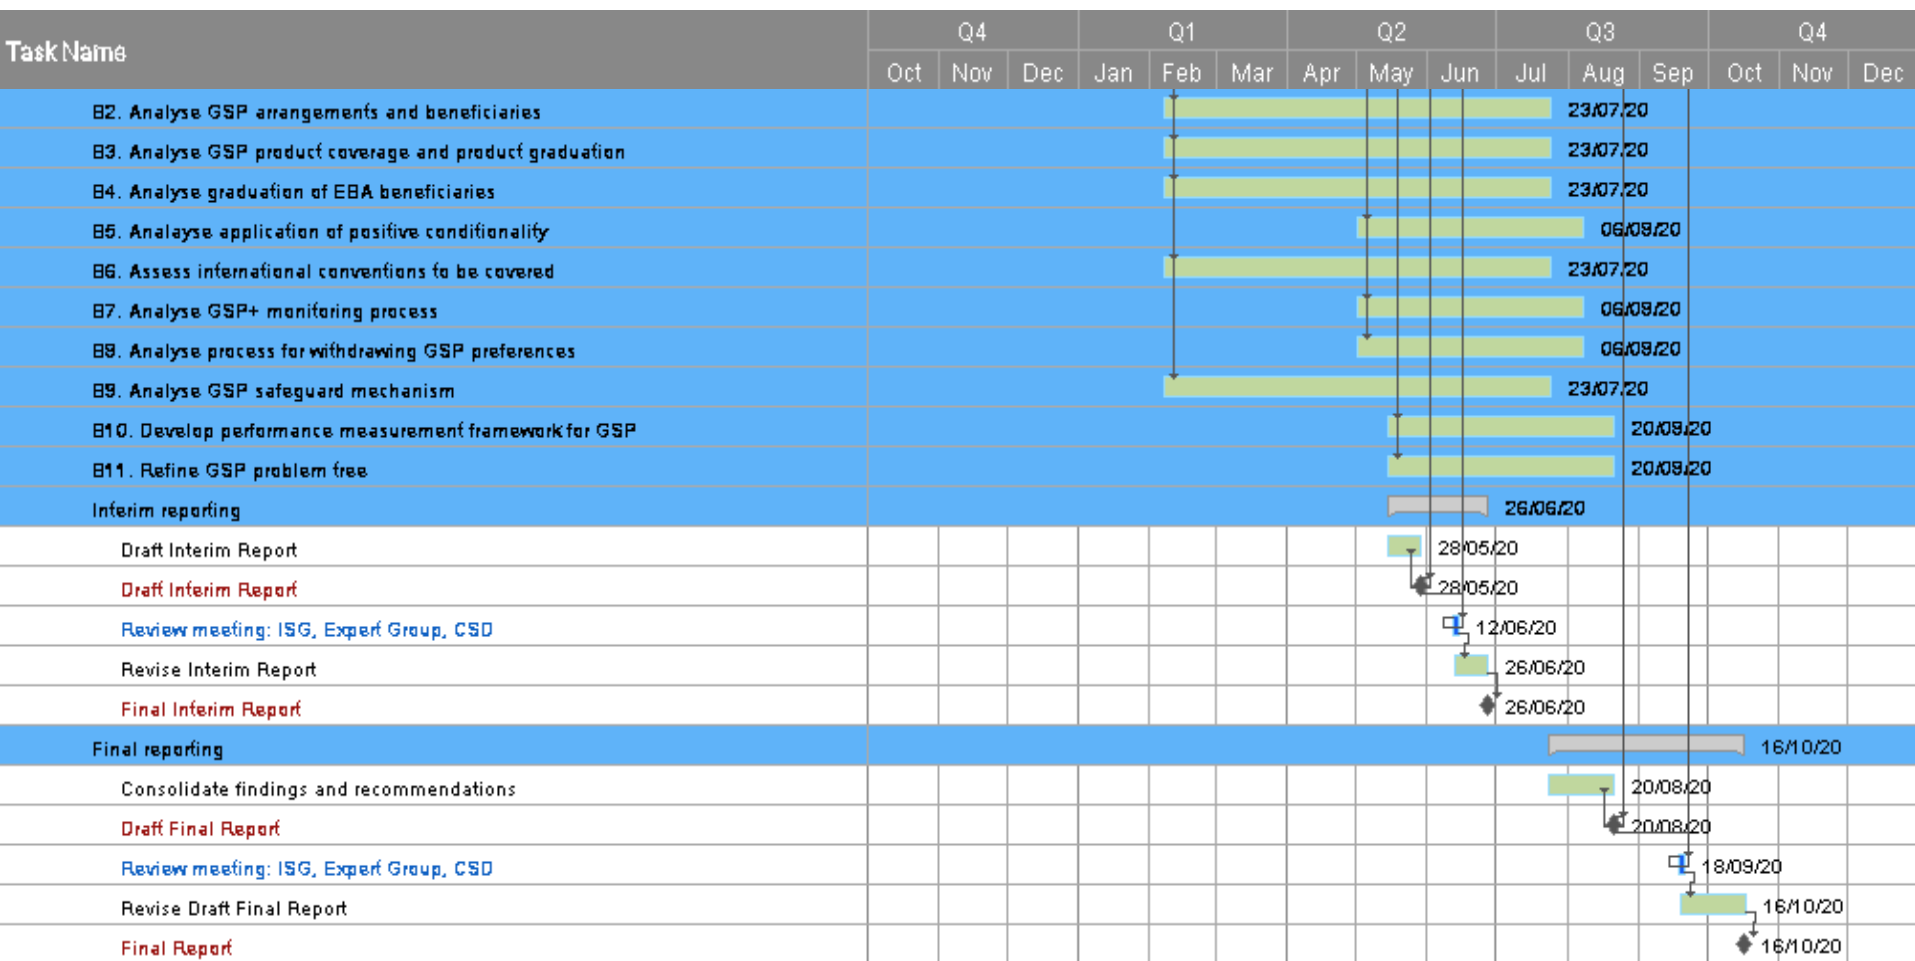 Task Name
Q4 Q1 Q2 Q3 Q4
Oct Nov Dec Jan Feb Mar Apr May Jun Jul Aug Sep Oct Nov Dec
B2. Analyse GSP arrangements and beneficiaries 23/07/20
B3. Analyse GSP product coverage and product graduation 23/07/20
B4. Analyse graduation of EBA beneficiaries 23/07/20
B5. Analayse application of positive conditionality 06/08/20
B6. Assess international conventions to be covered 23/07/20
B7. Analyse GSP+ monitoring process 06/08/20
B8. Analyse process for withdrawing GSP preferences 06/08/20
B9. Analyse GSP safeguard mechanism 23/07/20
B10. Develop performance measurement framework for GSP 20/08/20
B11. Refine GSP problem tree 20/08/20
Interim reporting 26/06/20
Draft Interim Report 28/05/20
Draft Interim Report 28/05/20
Review meeting: ISG, Expert Group, CSD 12/06/20
Revise Interim Report 26/06/20
Final Interim Report 26/06/20
Final reporting 16/10/20
Consolidate findings and recommendations 20/08/20
Draft Final Report 20/08/20
Review meeting: ISG, Expert Group, CSD 18/09/20
Revise Draft Final Report 16/10/20
Final Report 16/10/20